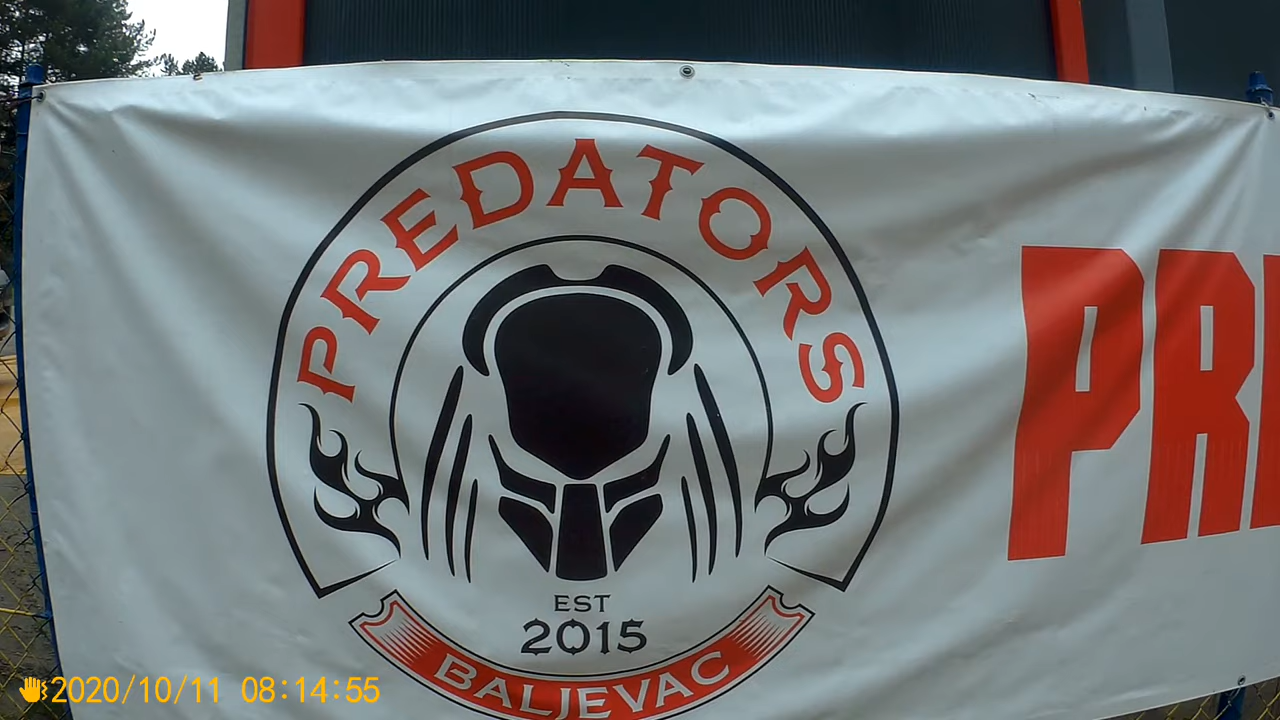 PREDATORS
EST
2015
BALJEVAC
PR
2020/10/11 08:14:55